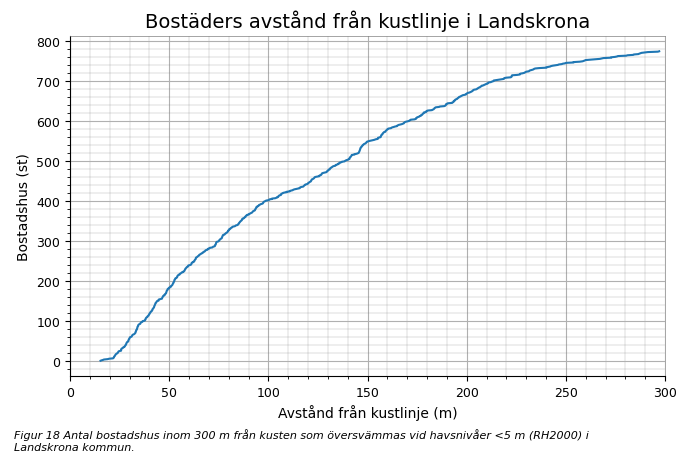 Bostäders avstånd från kustlinje i Landskrona
Bostadshus (st)
800
700
600
500
400
300
200
100
0
0 50 100 150 200 250 300
Avstånd från kustlinje (m)
Figur 18 Antal bostadshus inom 300 m från kusten som översvämmas vid havsnivåer <5 m (RH2000) i
Landskrona kommun.